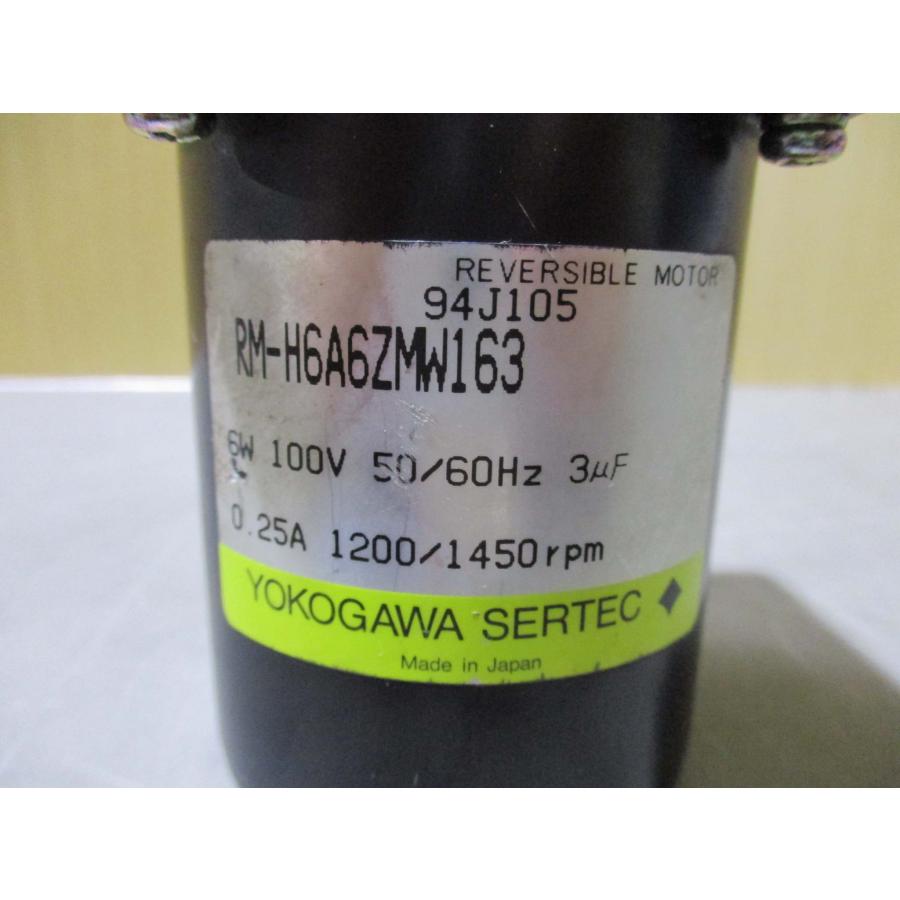 REVERSIBLE MOTOR
94J105
RM-H6A6ZMW163
6W 100V 50/60Hz 3μF
0.25A 1200/1450rpm
YOKOGAWA SERTEC
Made in Japan